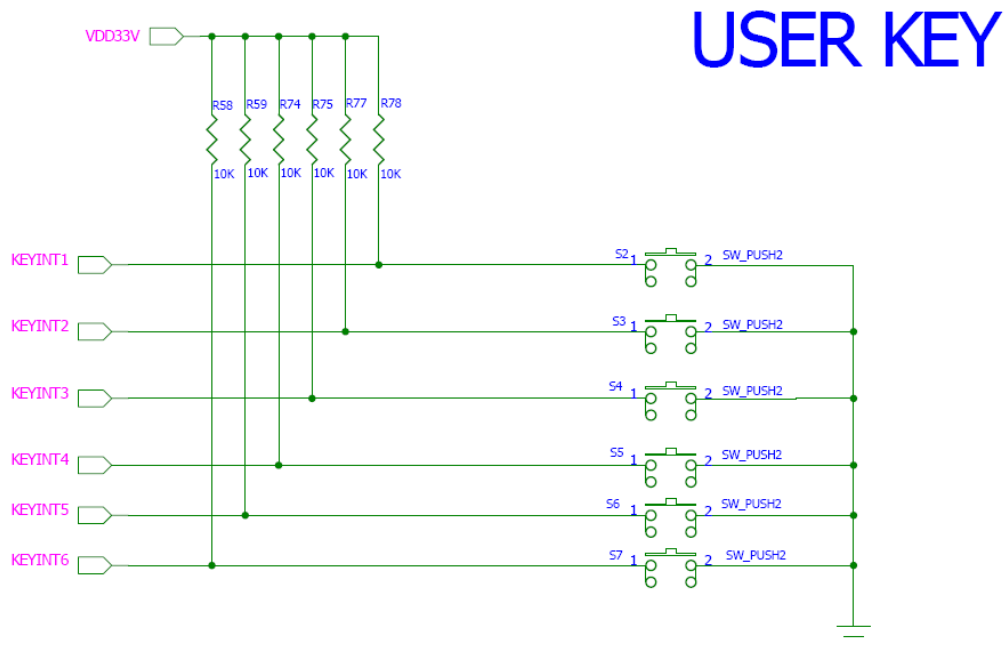 USER KEY
VDD33V
R58 R59 R74 R75 R77 R78
10K 10K 10K 10K 10K 10K
KEYINT1 S2 1 2 SW_PUSH2
KEYINT2 S3 1 2 SW_PUSH2
KEYINT3 S4 1 2 SW_PUSH2
KEYINT4 S5 1 2 SW_PUSH2
KEYINT5 S6 1 2 SW_PUSH2
KEYINT6 S7 1 2 SW_PUSH2